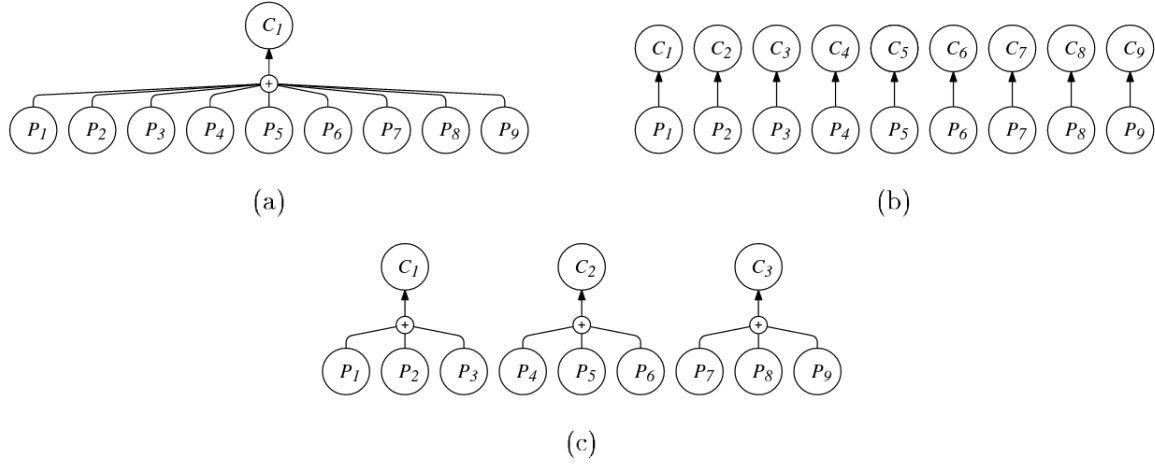 C1
+
P1 P2 P3 P4 P5 P6 P7 P8 P9
(a)
C1 C2 C3 C4 C5 C6 C7 C8 C9
P1 P2 P3 P4 P5 P6 P7 P8 P9
(b)
C1 C2 C3
+ + +
P1 P2 P3 P4 P5 P6 P7 P8 P9
(c)